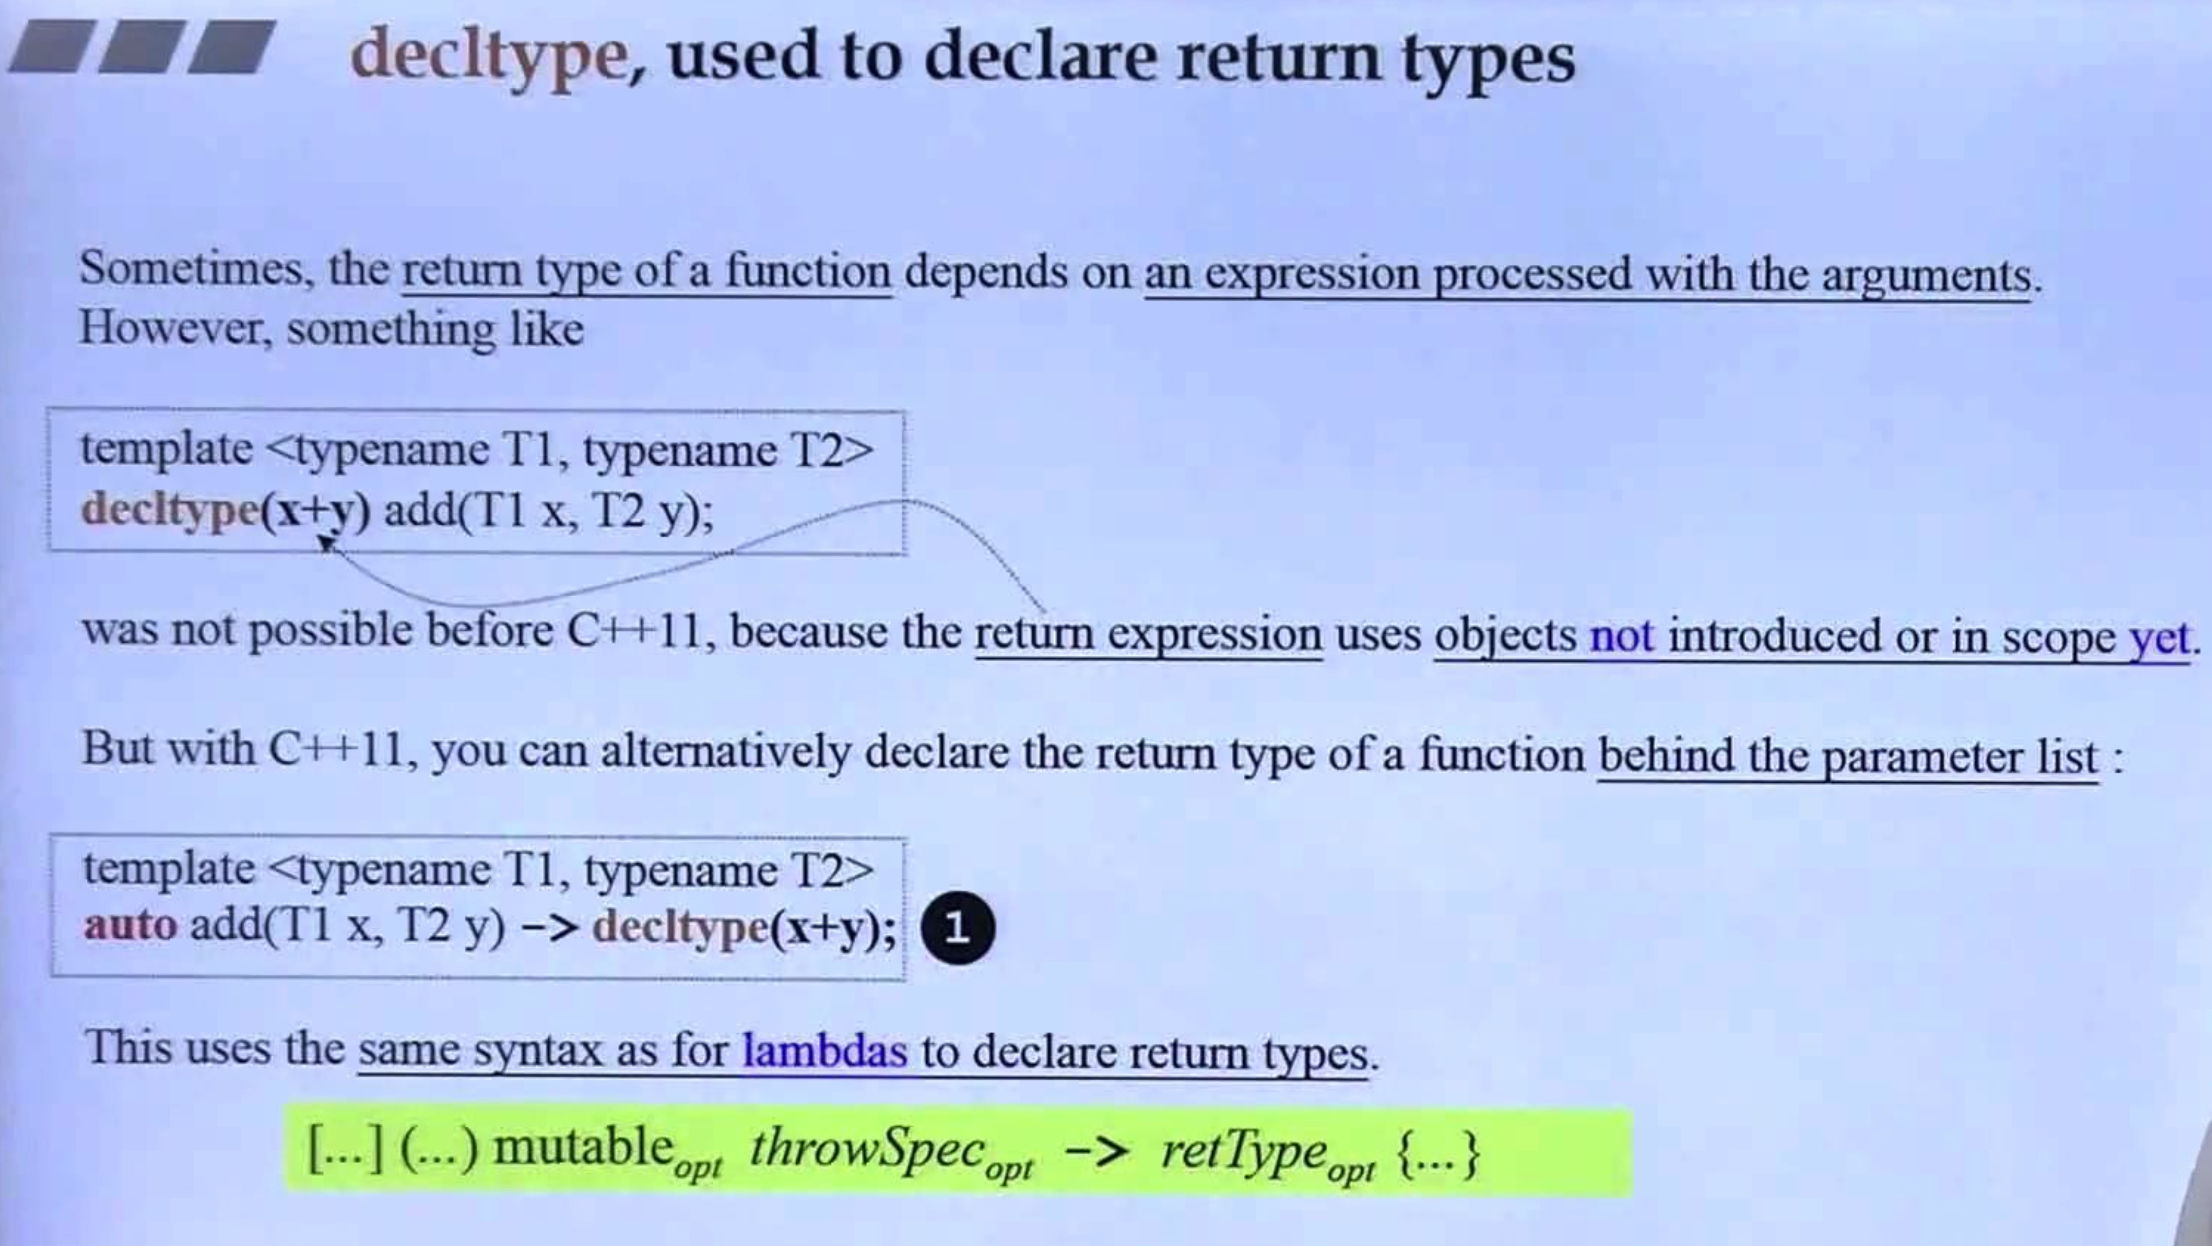 decltype, used to declare return types
Sometimes, the return type of a function depends on an expression processed with the arguments.
However, something like
template <typename T1, typename T2>
decltype(x+y) add(T1 x, T2 y);
was not possible before C++11, because the return expression uses objects not introduced or in scope yet.
But with C++11, you can alternatively declare the return type of a function behind the parameter list :
template <typename T1, typename T2>
auto add(T1 x, T2 y) -> decltype(x+y);
1
This uses the same syntax as for lambdas to declare return types.
[...] (...) mutable opt throwSpec opt -> retType opt {...}